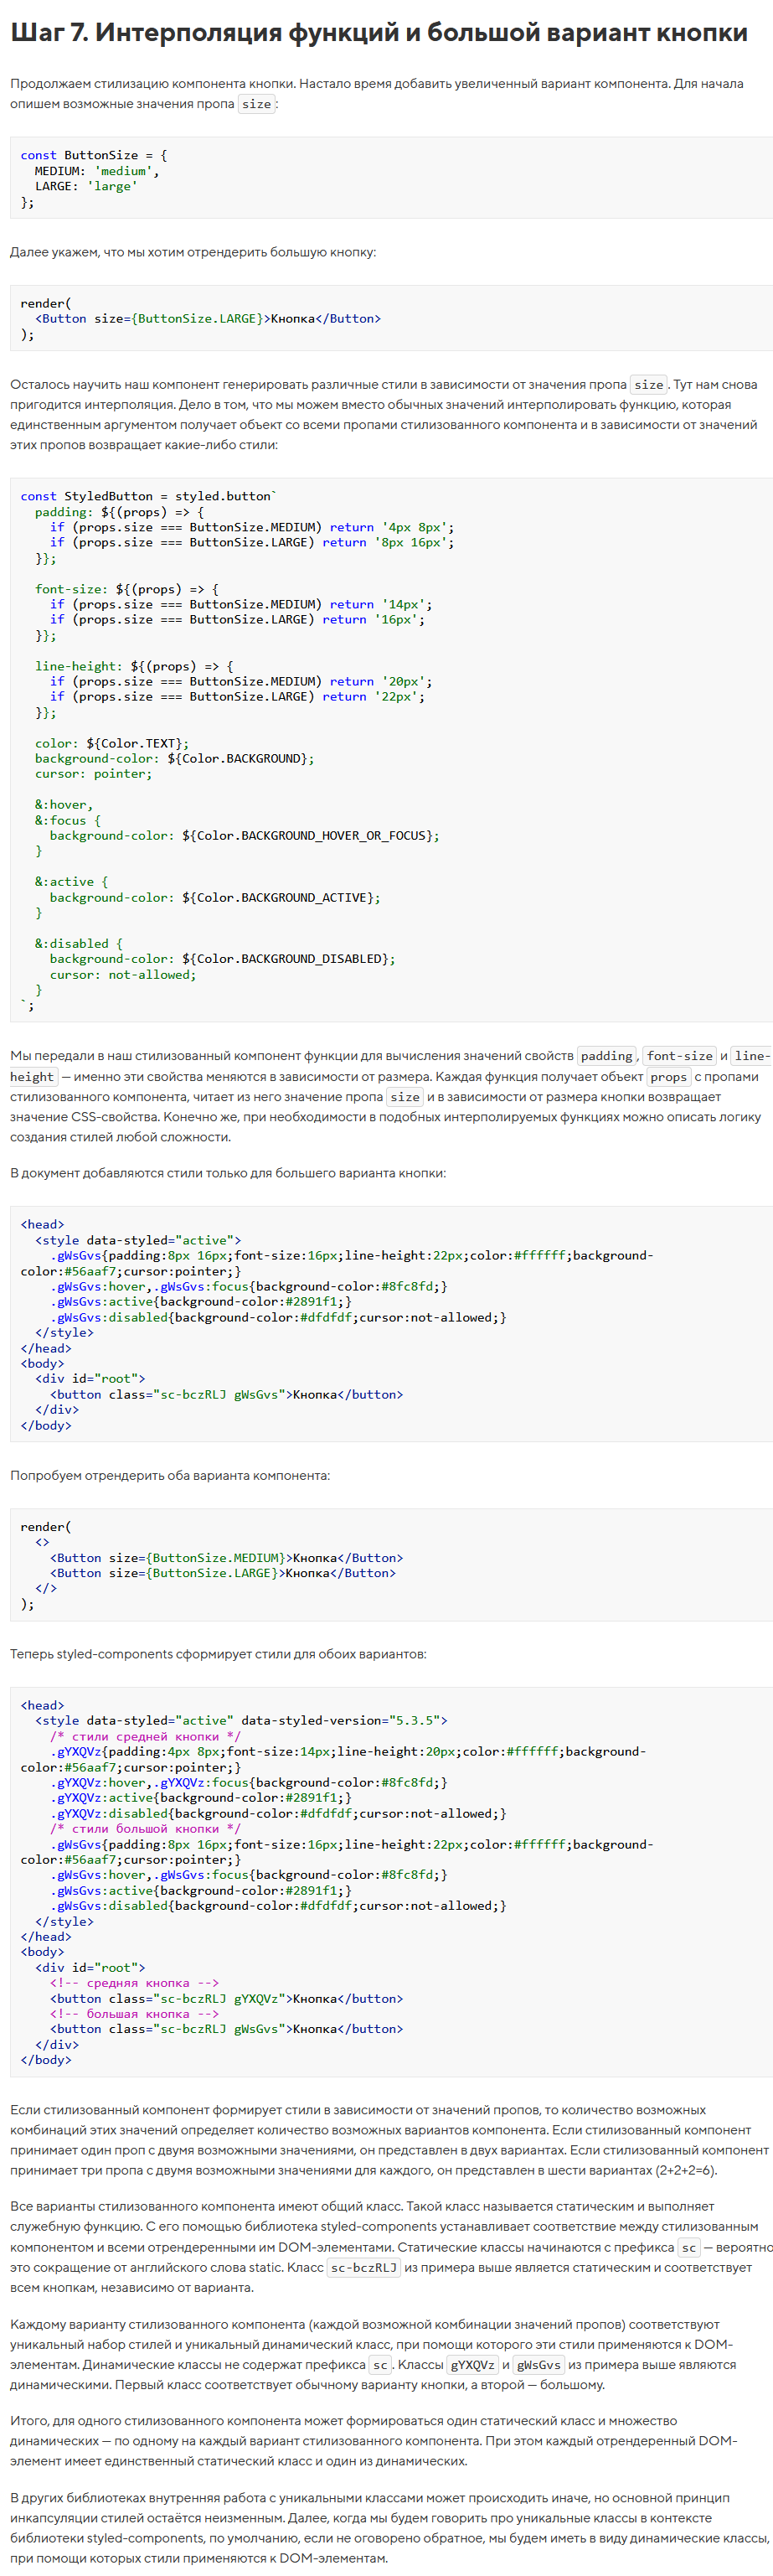 Шаг 7. Интерполяция функций и большой вариант кнопки
Продолжаем стилизацию компонента кнопки. Настало время добавить увеличенный вариант компонента. Для начала
опишем возможные значения пропа size:
const ButtonSize = {
  MEDIUM: 'medium',
  LARGE: 'large'
};
Далее укажем, что мы хотим отрендерить большую кнопку:
render(
  <Button size={ButtonSize.LARGE}>Кнопка</Button>
);
Осталось научить наш компонент генерировать различные стили в зависимости от значения пропа size. Тут нам снова
пригодится интерполяция. Дело в том, что мы можем вместо обычных значений интерполировать функцию, которая
единственным аргументом получает объект со всеми пропами стилизованного компонента и в зависимости от значений
этих пропов возвращает какие-либо стили:
const StyledButton = styled.button`
  padding: ${(props) => {
    if (props.size === ButtonSize.MEDIUM) return '4px 8px';
    if (props.size === ButtonSize.LARGE) return '8px 16px';
  }};
  font-size: ${(props) => {
    if (props.size === ButtonSize.MEDIUM) return '14px';
    if (props.size === ButtonSize.LARGE) return '16px';
  }};
  line-height: ${(props) => {
    if (props.size === ButtonSize.MEDIUM) return '20px';
    if (props.size === ButtonSize.LARGE) return '22px';
  }};
  color: ${Color.TEXT};
  background-color: ${Color.BACKGROUND};
  cursor: pointer;
  &:hover,
  &:focus {
    background-color: ${Color.BACKGROUND_HOVER_OR_FOCUS};
  }
  &:active {
    background-color: ${Color.BACKGROUND_ACTIVE};
  }
  &:disabled {
    background-color: ${Color.BACKGROUND_DISABLED};
    cursor: not-allowed;
  }
`;
Мы передали в наш стилизованный компонент функции для вычисления значений свойств padding, font-size и line-
height — именно эти свойства меняются в зависимости от размера. Каждая функция получает объект props с пропами
стилизованного компонента, читает из него значение пропа size и в зависимости от размера кнопки возвращает
значение CSS-свойства. Конечно же, при необходимости в подобных интерполируемых функциях можно описать логику
создания стилей любой сложности.
В документ добавляются стили только для большего варианта кнопки:
<head>
  <style data-styled="active">
    .gWsGvs{padding:8px 16px;font-size:16px;line-height:22px;color:#ffffff;background-
color:#56aaf7;cursor:pointer;}
    .gWsGvs:hover,.gWsGvs:focus{background-color:#8fc8fd;}
    .gWsGvs:active{background-color:#2891f1;}
    .gWsGvs:disabled{background-color:#dfdfdf;cursor:not-allowed;}
  </style>
</head>
<body>
  <div id="root">
    <button class="sc-bczRLJ gWsGvs">Кнопка</button>
  </div>
</body>
Попробуем отрендерить оба варианта компонента:
render(
  <>
    <Button size={ButtonSize.MEDIUM}>Кнопка</Button>
    <Button size={ButtonSize.LARGE}>Кнопка</Button>
  </>
);
Теперь styled-components сформирует стили для обоих вариантов:
<head>
  <style data-styled="active" data-styled-version="5.3.5">
    /* стили средней кнопки */
    .gYXQVz{padding:4px 8px;font-size:14px;line-height:20px;color:#ffffff;background-
color:#56aaf7;cursor:pointer;}
    .gYXQVz:hover,.gYXQVz:focus{background-color:#8fc8fd;}
    .gYXQVz:active{background-color:#2891f1;}
    .gYXQVz:disabled{background-color:#dfdfdf;cursor:not-allowed;}
    /* стили большой кнопки */
    .gWsGvs{padding:8px 16px;font-size:16px;line-height:22px;color:#ffffff;background-
color:#56aaf7;cursor:pointer;}
    .gWsGvs:hover,.gWsGvs:focus{background-color:#8fc8fd;}
    .gWsGvs:active{background-color:#2891f1;}
    .gWsGvs:disabled{background-color:#dfdfdf;cursor:not-allowed;}
  </style>
</head>
<body>
  <div id="root">
    <!-- средняя кнопка -->
    <button class="sc-bczRLJ gYXQVz">Кнопка</button>
    <!-- большая кнопка -->
    <button class="sc-bczRLJ gWsGvs">Кнопка</button>
  </div>
</body>
Если стилизованный компонент формирует стили в зависимости от значений пропов, то количество возможных
комбинаций этих значений определяет количество возможных вариантов компонента. Если стилизованный компонент
принимает один проп с двумя возможными значениями, он представлен в двух вариантах. Если стилизованный компонент
принимает три пропа с двумя возможными значениями для каждого, он представлен в шести вариантах (2+2+2=6).
Все варианты стилизованного компонента имеют общий класс. Такой класс называется статическим и выполняет
служебную функцию. С его помощью библиотека styled-components устанавливает соответствие между стилизованным
компонентом и всеми отрендеренными им DOM-элементами. Статические классы начинаются с префикса sc — вероятно
это сокращение от английского слова static. Класс sc-bczRLJ из примера выше является статическим и соответствует
всем кнопкам, независимо от варианта.
Каждому варианту стилизованного компонента (каждой возможной комбинации значений пропов) соответствуют
уникальный набор стилей и уникальный динамический класс, при помощи которого эти стили применяются к DOM-
элементам. Динамические классы не содержат префикса sc. Классы gYXQVz и gWsGvs из примера выше являются
динамическими. Первый класс соответствует обычному варианту кнопки, а второй — большому.
Итого, для одного стилизованного компонента может формироваться один статический класс и множество
динамических — по одному на каждый вариант стилизованного компонента. При этом каждый отрендеренный DOM-
элемент имеет единственный статический класс и один из динамических.
В других библиотеках внутренняя работа с уникальными классами может происходить иначе, но основной принцип
инкапсуляции стилей остаётся неизменным. Далее, когда мы будем говорить про уникальные классы в контексте
библиотеки styled-components, по умолчанию, если не оговорено обратное, мы будем иметь в виду динамические классы,
при помощи которых стили применяются к DOM-элементам.